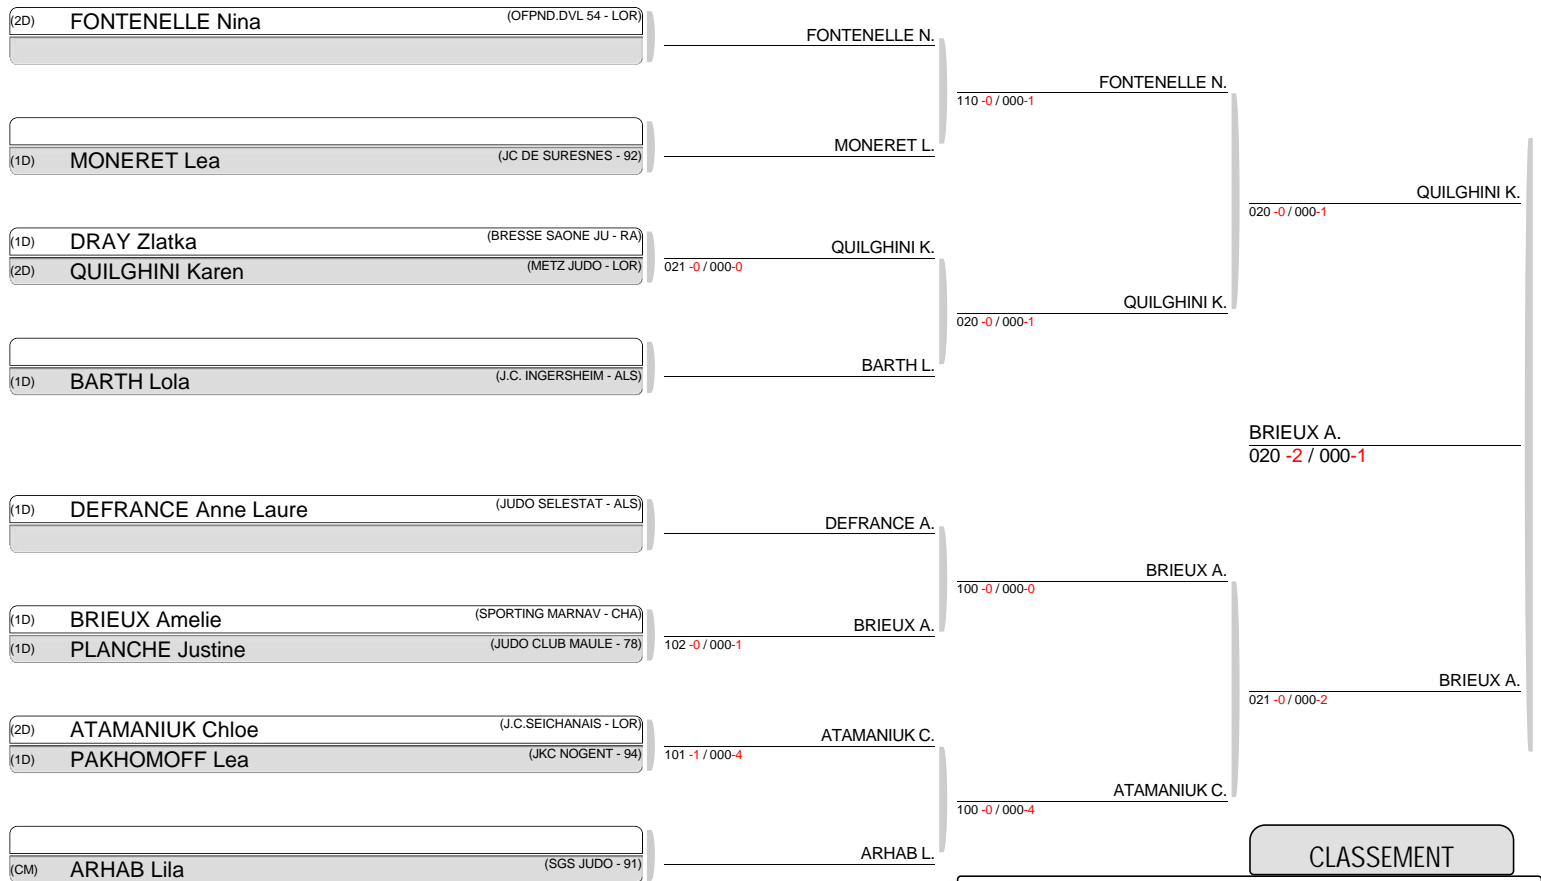 (2D) FONTENELLE Nina (OFPND.DVL 54 - LOR)
(1D) MONERET Lea (JC DE SURESNES - 92)
(1D) DRAY Zlatka (BRESSE SAONE JU - RA)
(2D) QUILGHINI Karen (METZ JUDO - LOR)
(1D) BARTH Lola (J.C. INGERSHEIM - ALS)
(1D) DEFRANCE Anne Laure (JUDO SELESTAT - ALS)
(1D) BRIEUX Amelie (SPORTING MARNAV - CHA)
(1D) PLANCHE Justine (JUDO CLUB MAULE - 78)
(2D) ATAMANIUK Chloe (J.C.SEICHANAIS - LOR)
(1D) PAKHOMOFF Lea (JKC NOGENT - 94)
(CM) ARHAB Lila (SGS JUDO - 91)
FONTENELLE N.
MONERET L.
QUILGHINI K.
021 -0 / 000-0
BARTH L.
DEFRANCE A.
BRIEUX A.
102 -0 / 000-1
ATAMANIUK C.
101 -1 / 000-4
ARHAB L.
FONTENELLE N.
110 -0 / 000-1
QUILGHINI K.
020 -0 / 000-1
BRIEUX A.
100 -0 / 000-0
ATAMANIUK C.
100 -0 / 000-4
QUILGHINI K.
020 -0 / 000-1
BRIEUX A.
020 -2 / 000-1
BRIEUX A.
021 -0 / 000-2
CLASSEMENT